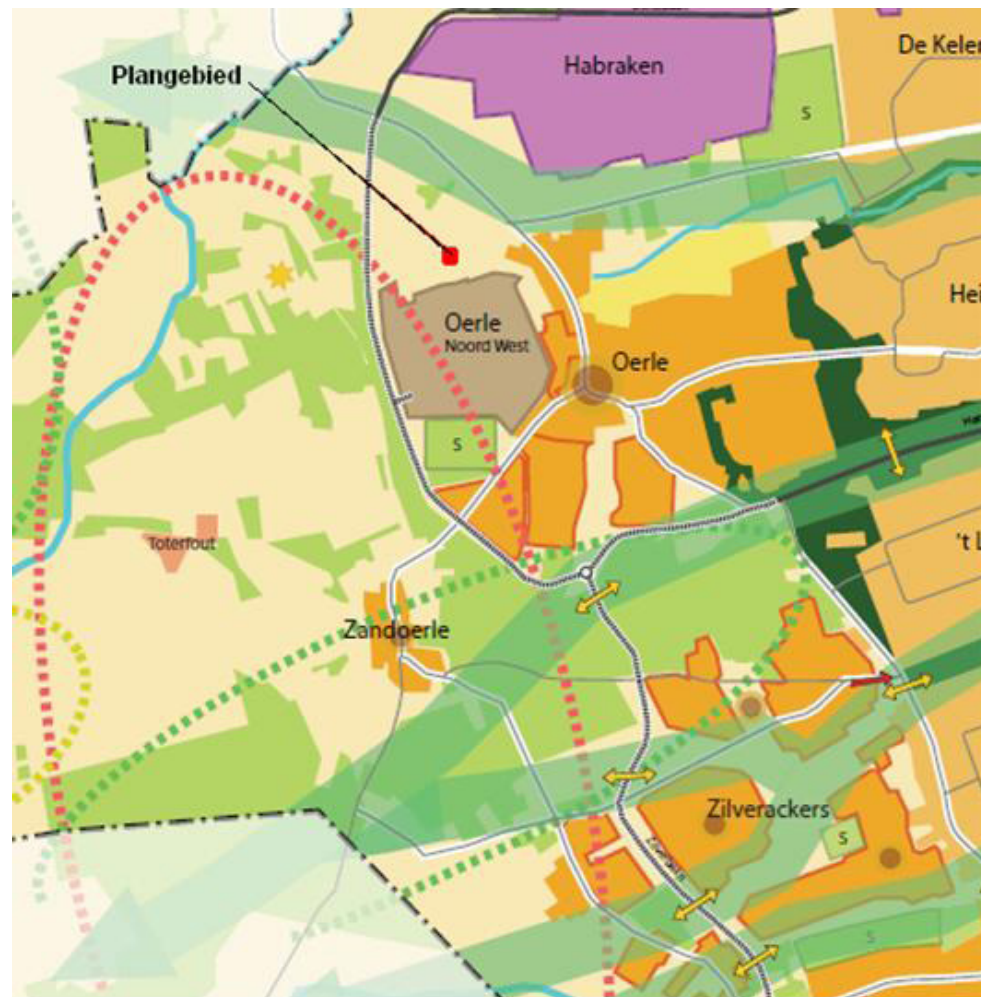 Plangebied
Habraken
De Keler
S
Oerle
Noord West
Oerle
Hei
S
't L
Toterfout
Zandoerle
Zilverackers
S
S